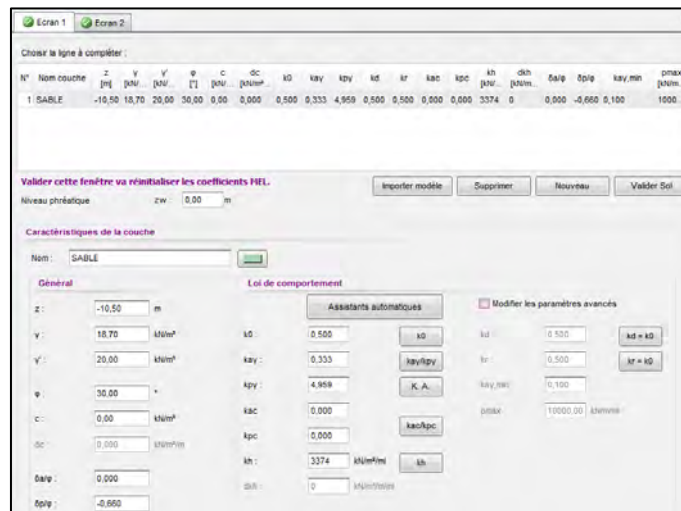 Ecran 1 Ecran 2
Choisir la ligne à compléter :
N° Nom couche z [m] γ [kN/... γ' [kN/... φ [°] c [kN/... dc [kN/m²... k0 kay kpy kd kr kac kpc kh [kN/... dkh [kN/m... δa/φ δp/φ kay,min pmax [kN/m...
1 SABLE -10,50 18,70 20,00 30,00 0,00 0,000 0,500 0,333 4,959 0,500 0,500 0,000 0,000 3374 0 0,000 -0,660 0,100 1000...
Valider cette fenêtre va réinitialiser les coefficients MEL.
Importer modèle Supprimer Nouveau Valider Sol
Niveau phréatique zw : 0,00 m
Caractéristiques de la couche
Nom : SABLE
Général Loi de comportement
Assistants automatiques Modifier les paramètres avancés
z : -10,50 m
γ : 18,70 kN/m³ k0 : 0,500 k0 kd : 0,500 kd = k0
γ' : 20,00 kN/m³ kay : 0,333 kay/kpy kr : 0,500 kr = k0
φ : 30,00 ° kpy : 4,959 K. A. kay,min : 0,100
c : 0,00 kN/m² kac : 0,000 kac/kpc pmax : 10000,00
dc : 0,000 kN/m²/m kpc : 0,000
kh : 3374 kN/m²/ml kh
δa/φ : 0,000 dkh : 0
δp/φ : -0,660